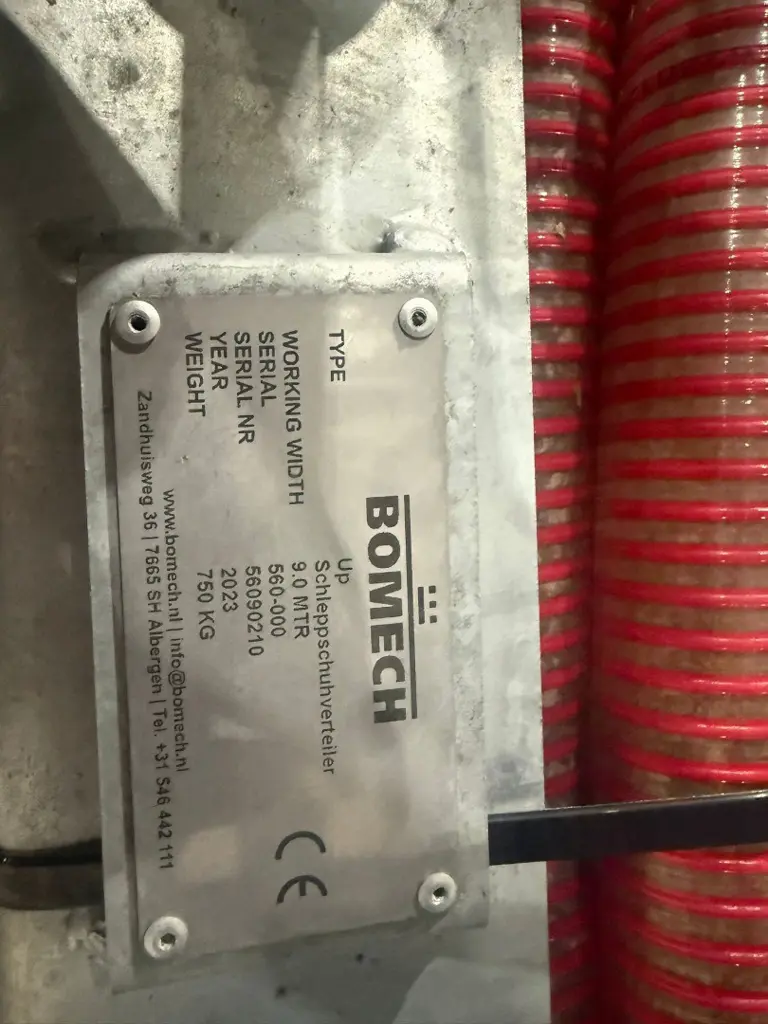 BOMECH
TYPE Up
Schleppschuhverteiler
WORKING WIDTH 9.0 MTR
SERIAL 560-000
SERIAL NR 56090210
YEAR 2023
WEIGHT 750 KG
www.bomech.nl | info@bomech.nl
Zandhuisweg 36 | 7665 SH Albergen | Tel. +31 546 442 111
CE